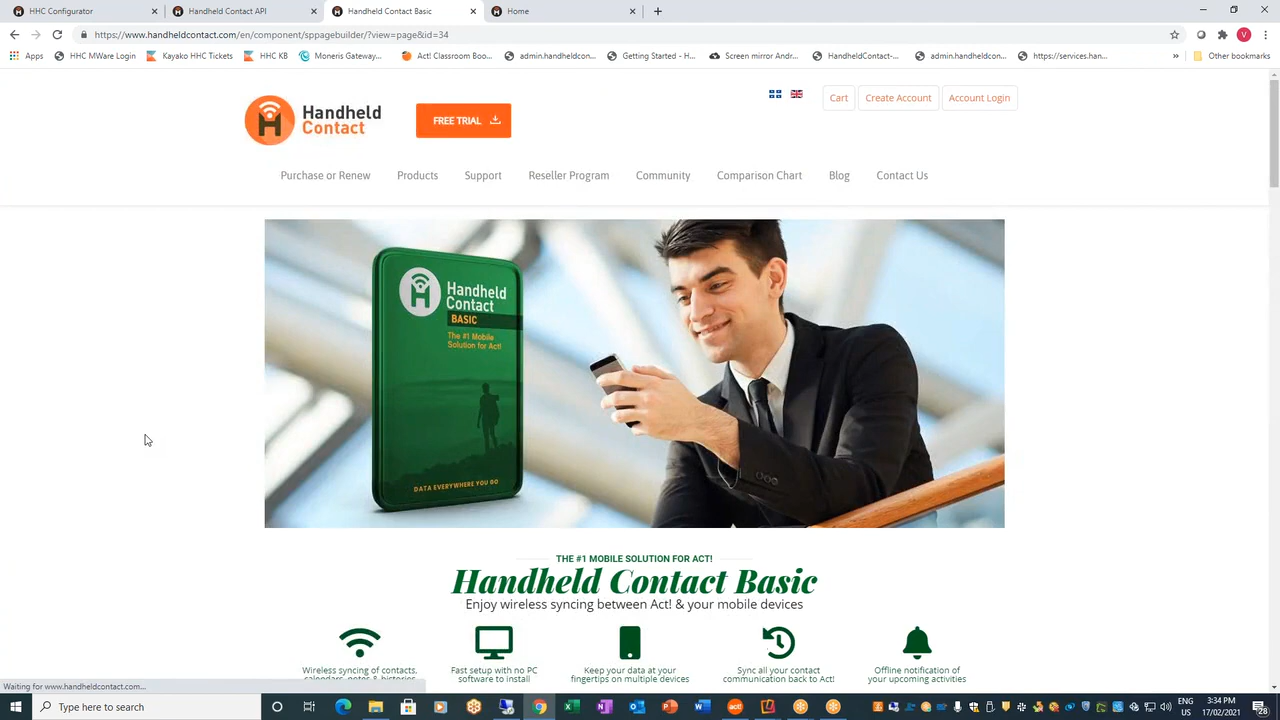 HHC Configurator
Handheld Contact API
Handheld Contact Basic
Home
https://www.handheldcontact.com/en/component/sppagebuilder/?view=page&id=34
V
Apps
HHC MWare Login
Kayako HHC Tickets
HHC KB
Moneris Gateway...
Act! Classroom Boo...
admin.handheldcon...
Getting Started - H...
Screen mirror Andr...
HandheldContact-...
admin.handheldcon...
https://services.han...
»
Other bookmarks
Handheld
Contact
FREE TRIAL
Cart
Create Account
Account Login
Purchase or Renew
Products
Support
Reseller Program
Community
Comparison Chart
Blog
Contact Us
Handheld
Contact
BASIC
The #1 Mobile
Solution for Act!
DATA EVERYWHERE YOU GO
THE #1 MOBILE SOLUTION FOR ACT!
Handheld Contact Basic
Enjoy wireless syncing between Act! & your mobile devices
Wireless syncing of contacts,
calendar, notes & histories
Fast setup with no PC
software to install
Keep your data at your
fingertips on multiple devices
Sync all your contact
communication back to Act!
Offline notification of
your upcoming activities
Waiting for www.handheldcontact.com...
Type here to search
ENG
US
3:34 PM
17/02/2021